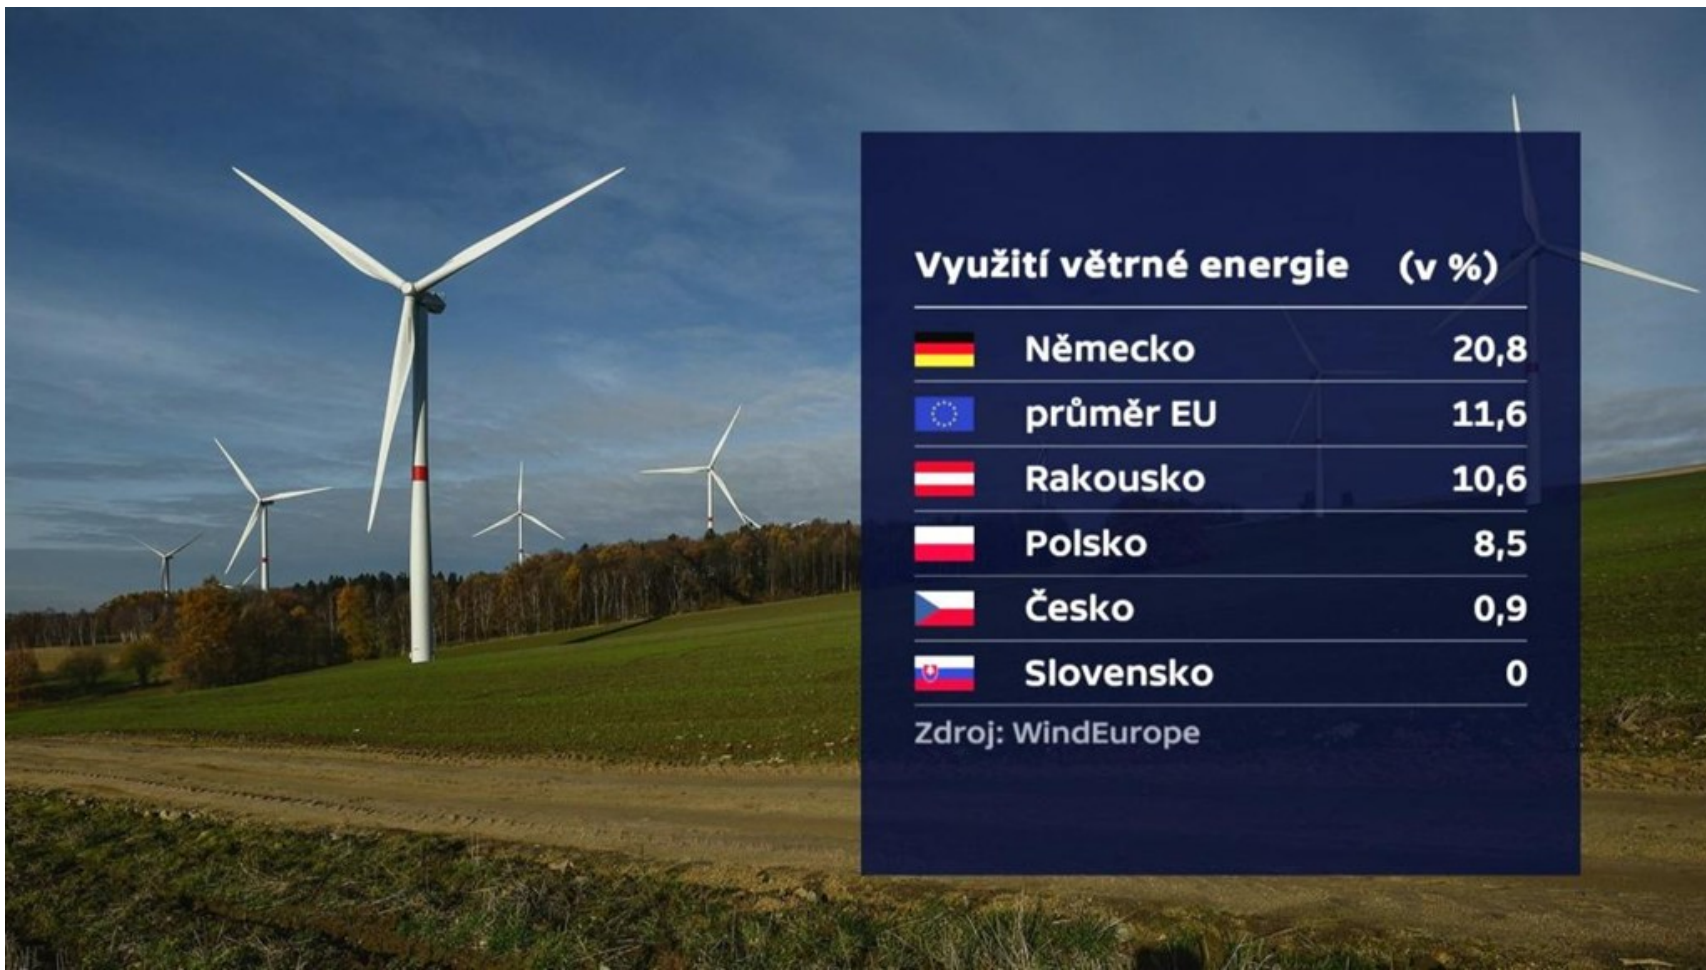 Využití větrné energie (v %)
Německo 20,8
průměr EU 11,6
Rakousko 10,6
Polsko 8,5
Česko 0,9
Slovensko 0
Zdroj: WindEurope